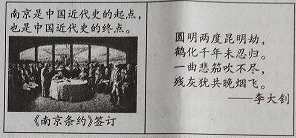 南京是中国近代史的起点,
也是中国近代史的终点。
《南京条约》签订
圆明两度昆明劫,
鹤化千年未忍归。
一曲悲笳吹不尽,
残灰犹共晚烟飞。
——李大钊